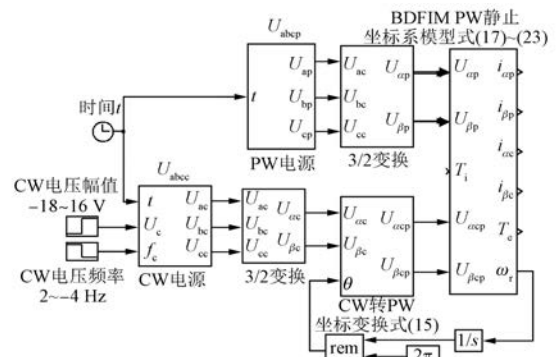 BDFIM PW静止
坐标系模型式(17)~(23)
U_abcp
时间t
t
U_ap
U_bp
U_cp
PW电源
U_ac
U_bc
U_cc
U_αp
U_βp
3/2变换
U_αp
U_βp
T_i
U_αcp
U_βcp
i_αp
i_βp
i_αc
i_βc
T_e
ω_r
CW电压幅值
-18~16 V
CW电压频率
2~-4 Hz
U_abcc
t
U_c
f_c
U_ac
U_bc
U_cc
CW电源
U_ac
U_bc
U_cc
U_αc
U_βc
3/2变换
U_αc
U_βc
θ
U_αcp
U_βcp
CW转PW
坐标变换式(15)
1/s
rem
2π